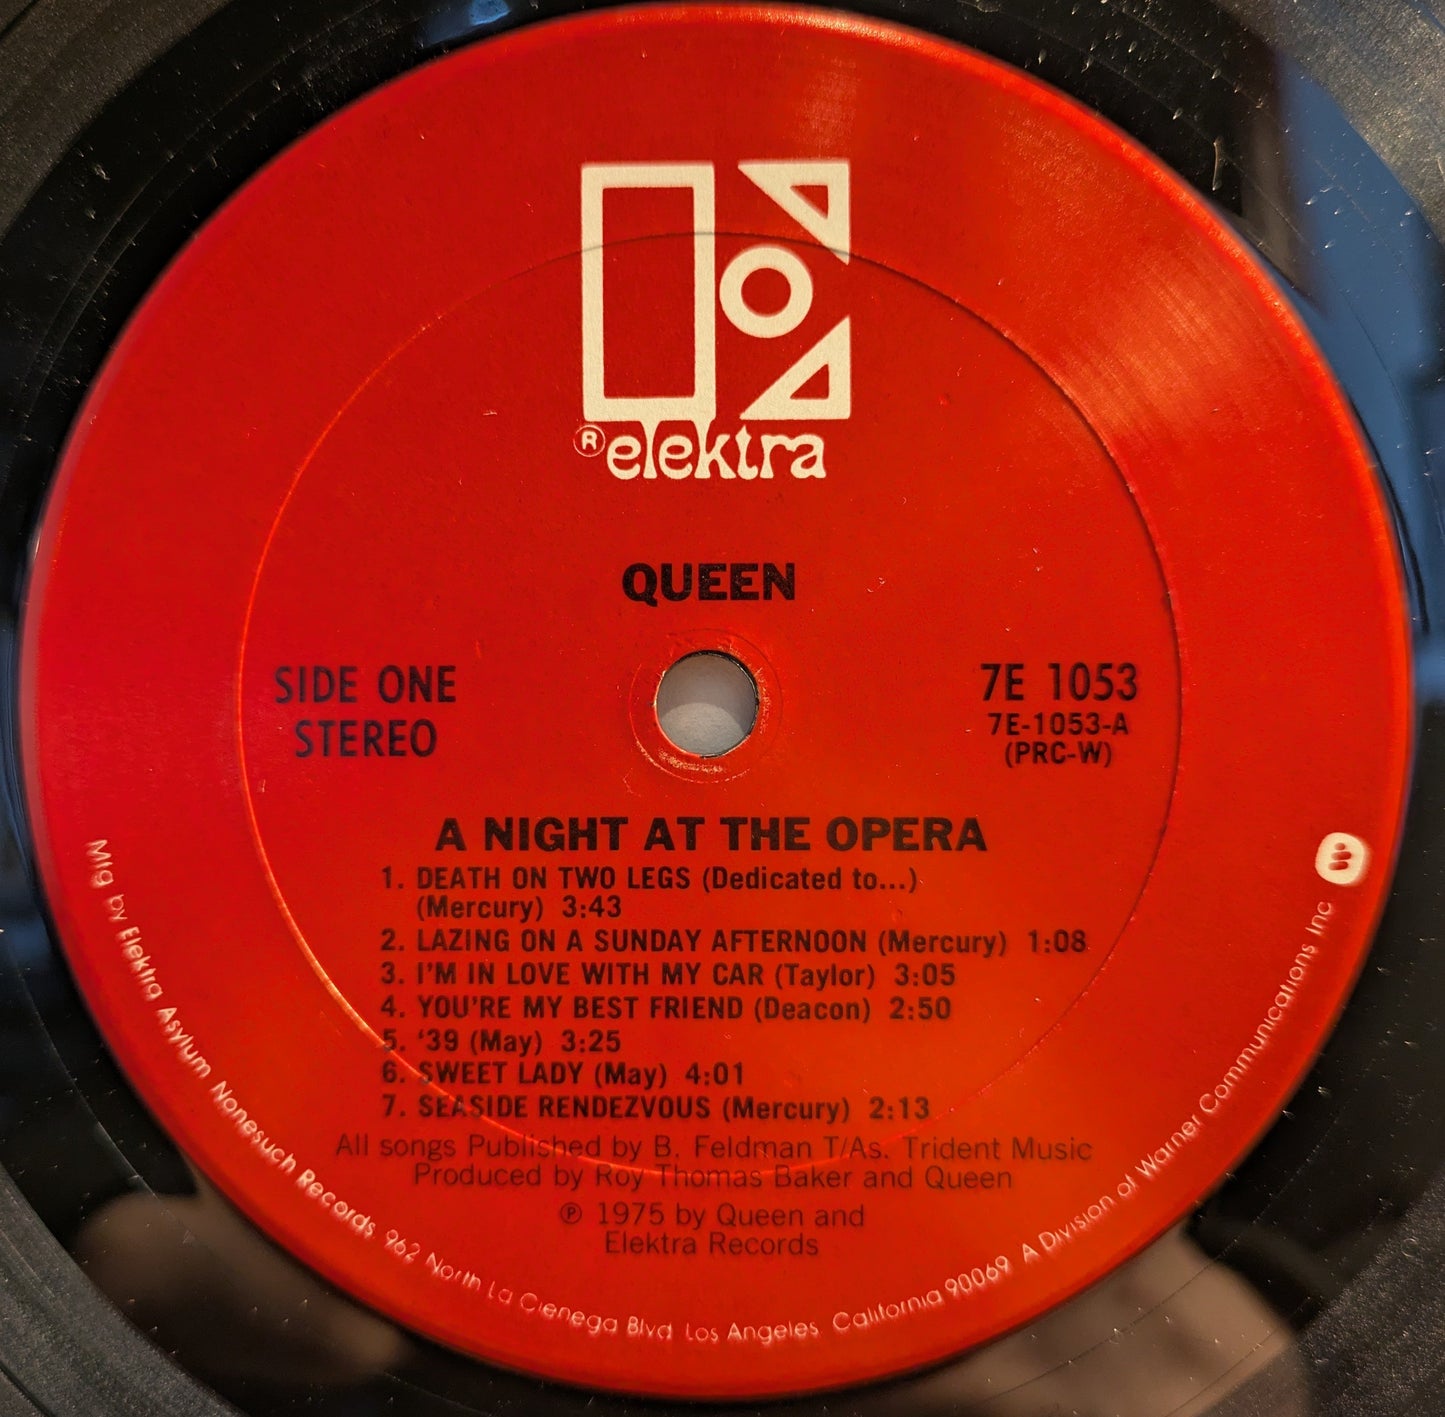 ® elektra
QUEEN
SIDE ONE
STEREO
7E 1053
7E-1053-A
(PRC-W)
A NIGHT AT THE OPERA
1. DEATH ON TWO LEGS (Dedicated to...)
(Mercury) 3:43
2. LAZING ON A SUNDAY AFTERNOON (Mercury) 1:08
3. I'M IN LOVE WITH MY CAR (Taylor) 3:05
4. YOU'RE MY BEST FRIEND (Deacon) 2:50
5. '39 (May) 3:25
6. SWEET LADY (May) 4:01
7. SEASIDE RENDEZVOUS (Mercury) 2:13
All songs Published by B. Feldman T/As. Trident Music
Produced by Roy Thomas Baker and Queen
℗ 1975 by Queen and
Elektra Records
Mfg by Elektra Asylum Nonesuch Records 962 North La Cienega Blvd Los Angeles California 90069 A Division of Warner Communications Inc